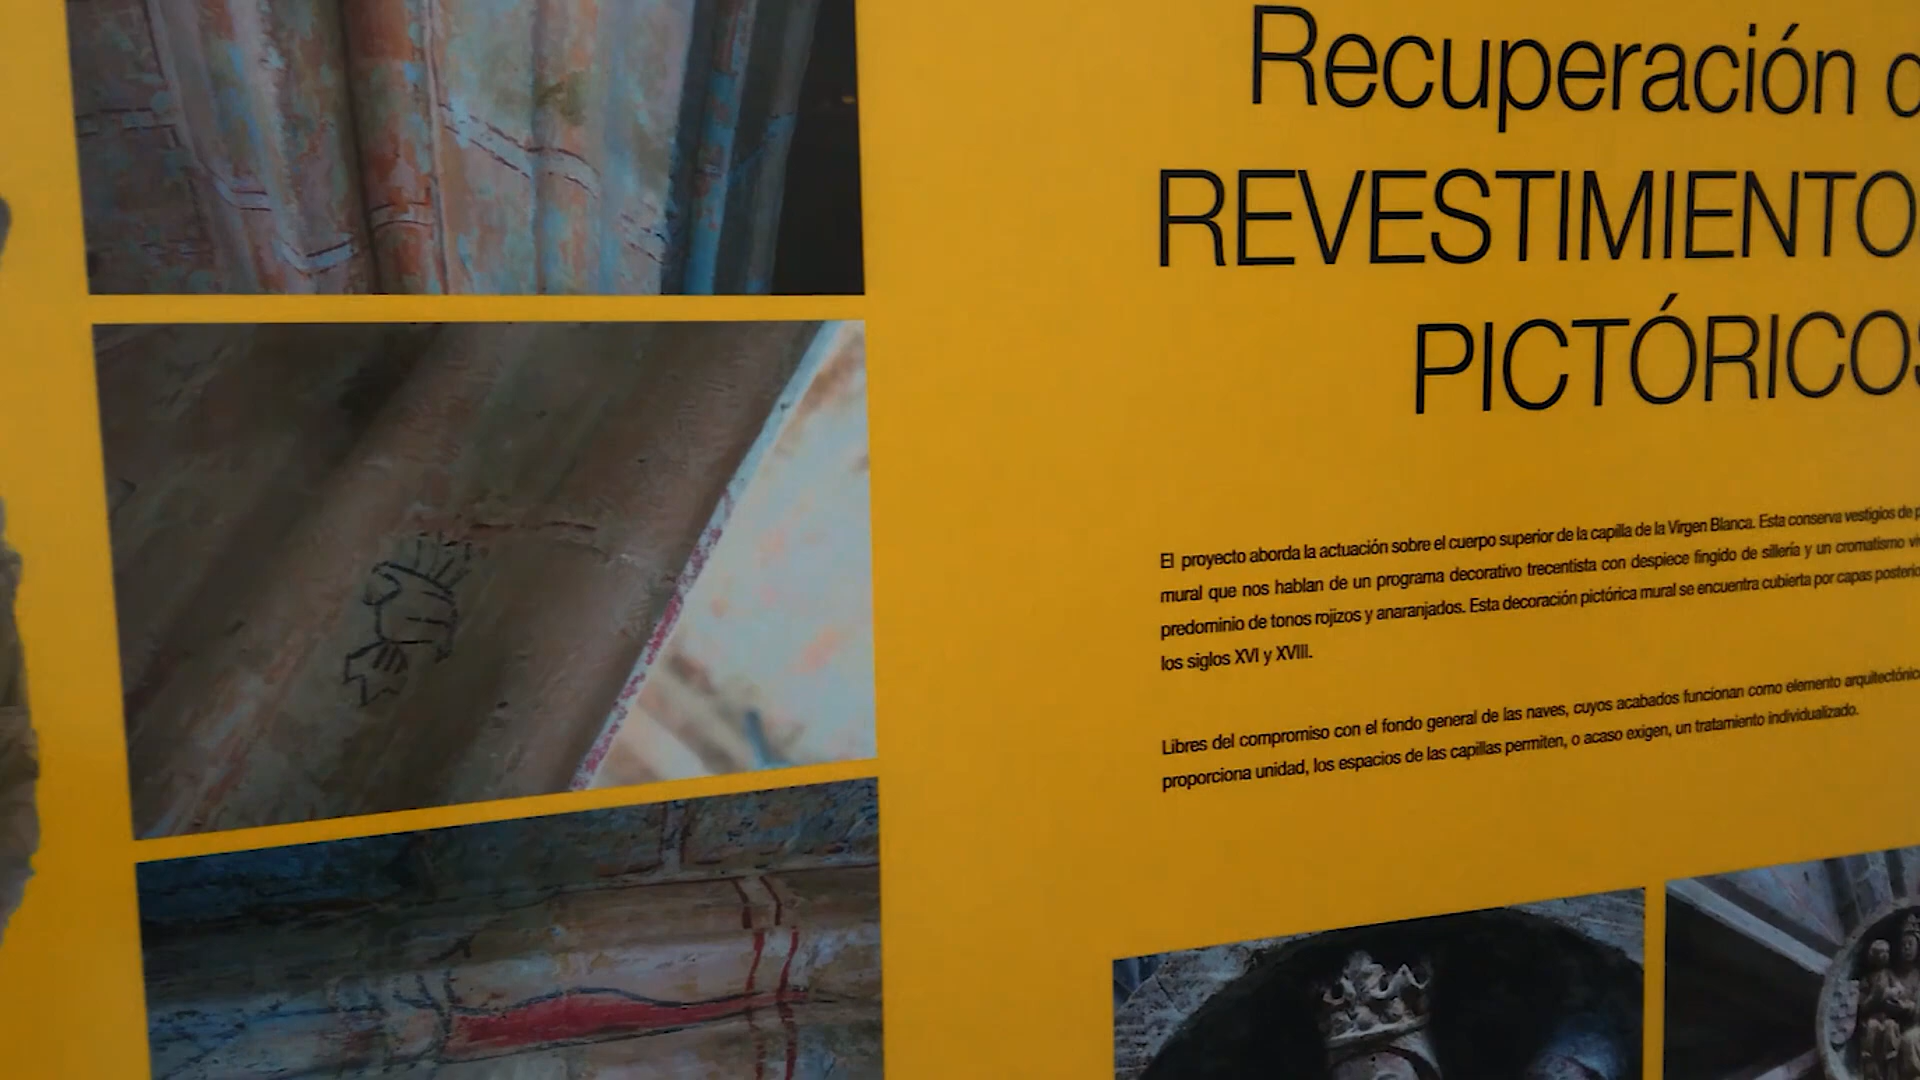 Recuperación
REVESTIMIENTO
PICTÓRICOS
El proyecto aborda la actuación sobre el cuerpo superior de la capilla de la Virgen Blanca. Esta conserva vestigios de
mural que nos hablan de un programa decorativo trecentista con despiece fingido de sillería y un cromatismo
predominio de tonos rojizos y anaranjados. Esta decoración pictórica mural se encuentra cubierta por capas
los siglos XVI y XVIII.
Libres del compromiso con el fondo general de las naves, cuyos acabados funcionan como elemento
proporciona unidad, los espacios de las capillas permiten, o acaso exigen, un tratamiento individualizado.